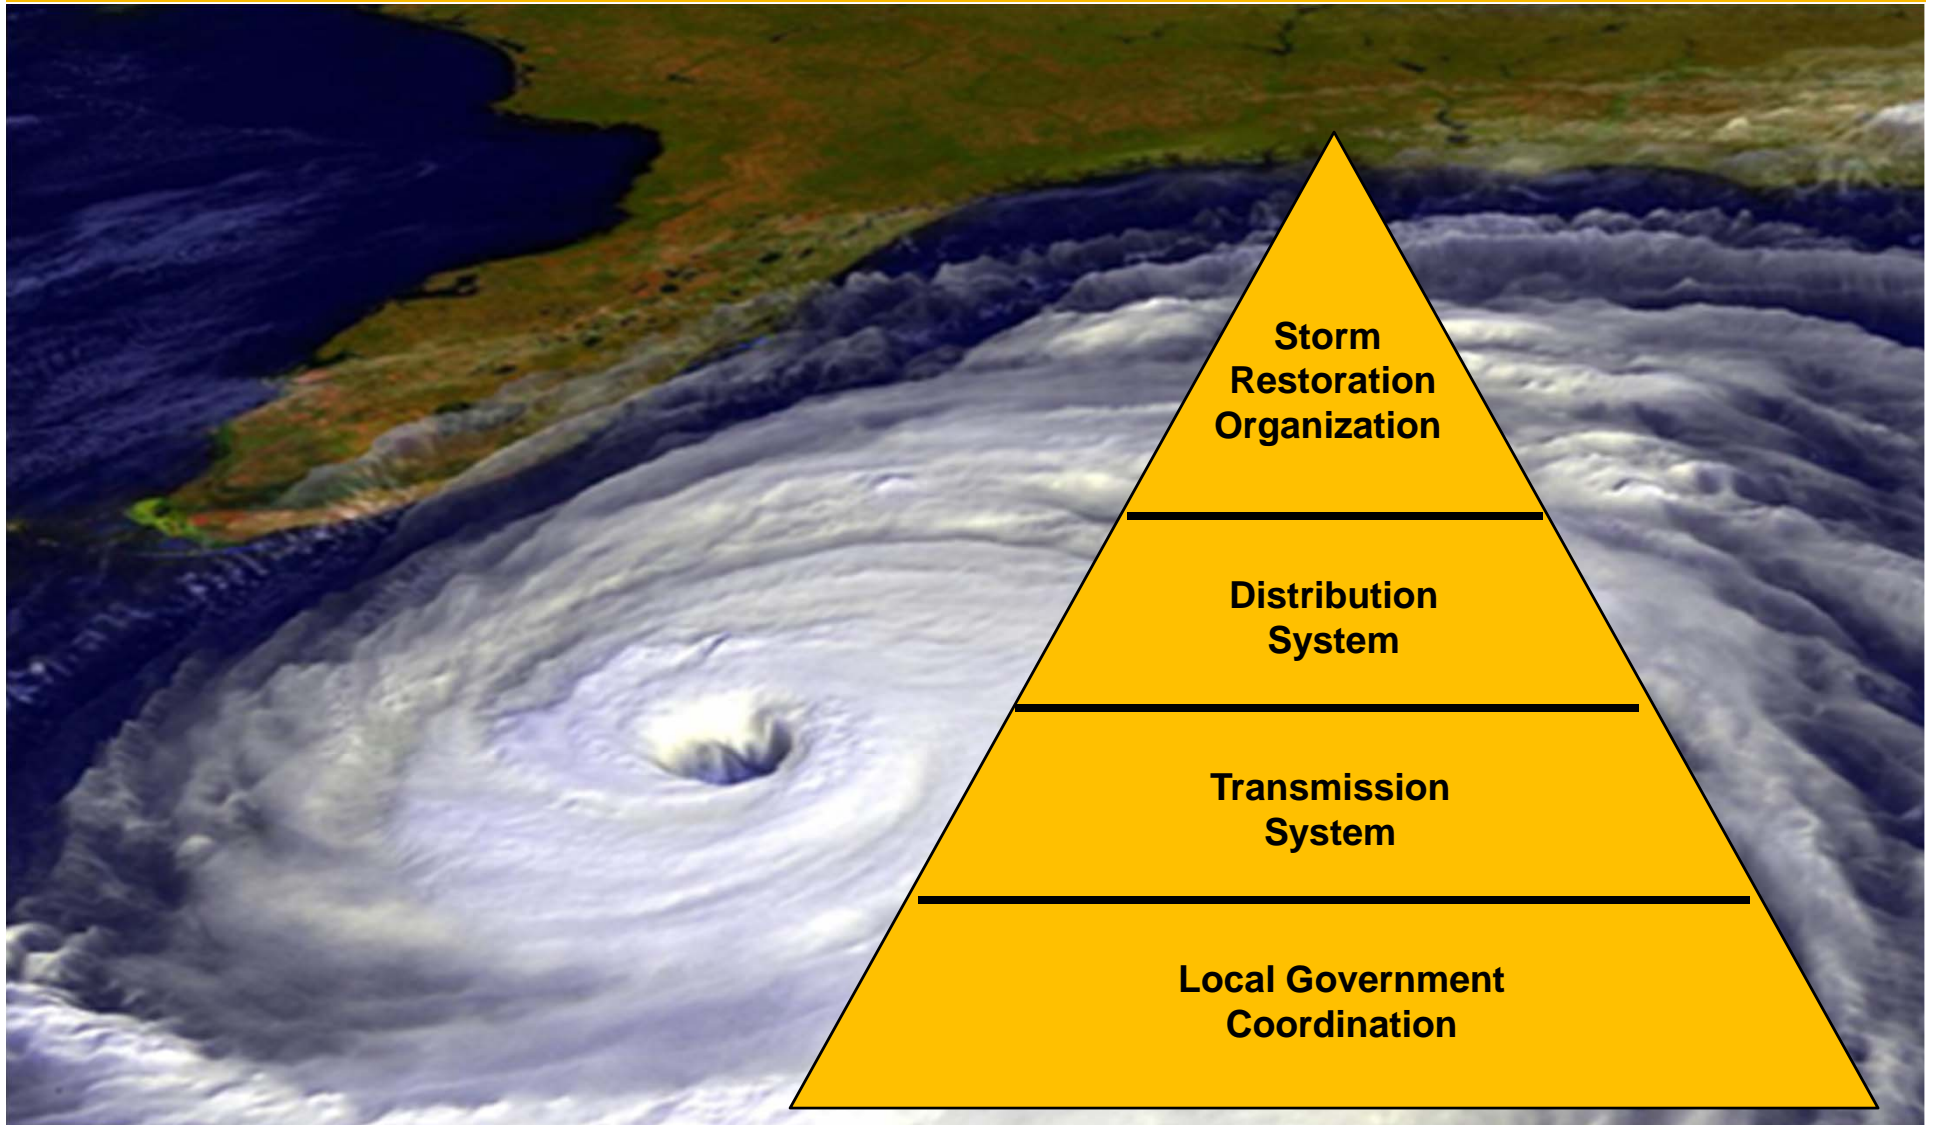 Storm
Restoration
Organization
Distribution
System
Transmission
System
Local Government
Coordination